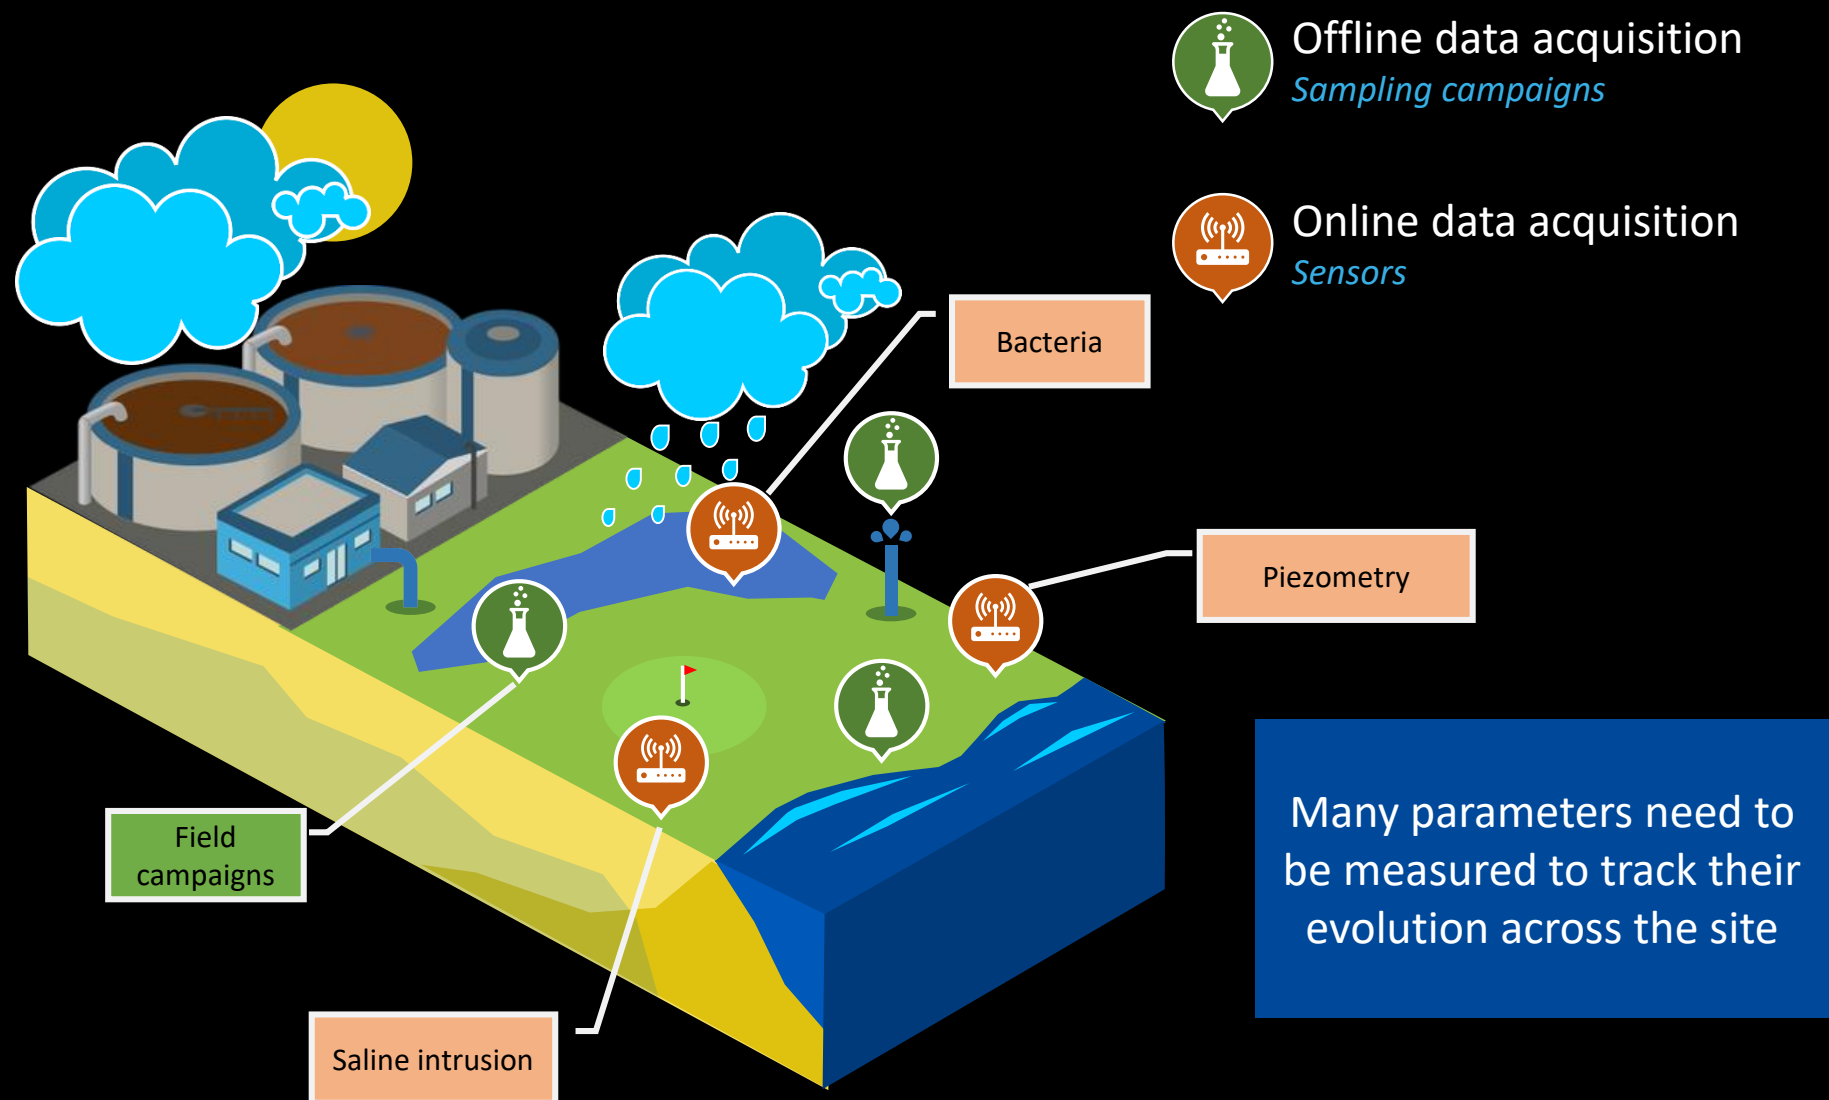 Offline data acquisition
Sampling campaigns
Online data acquisition
Sensors
Bacteria
Piezometry
Many parameters need to
be measured to track their
evolution across the site
Field
campaigns
Saline intrusion